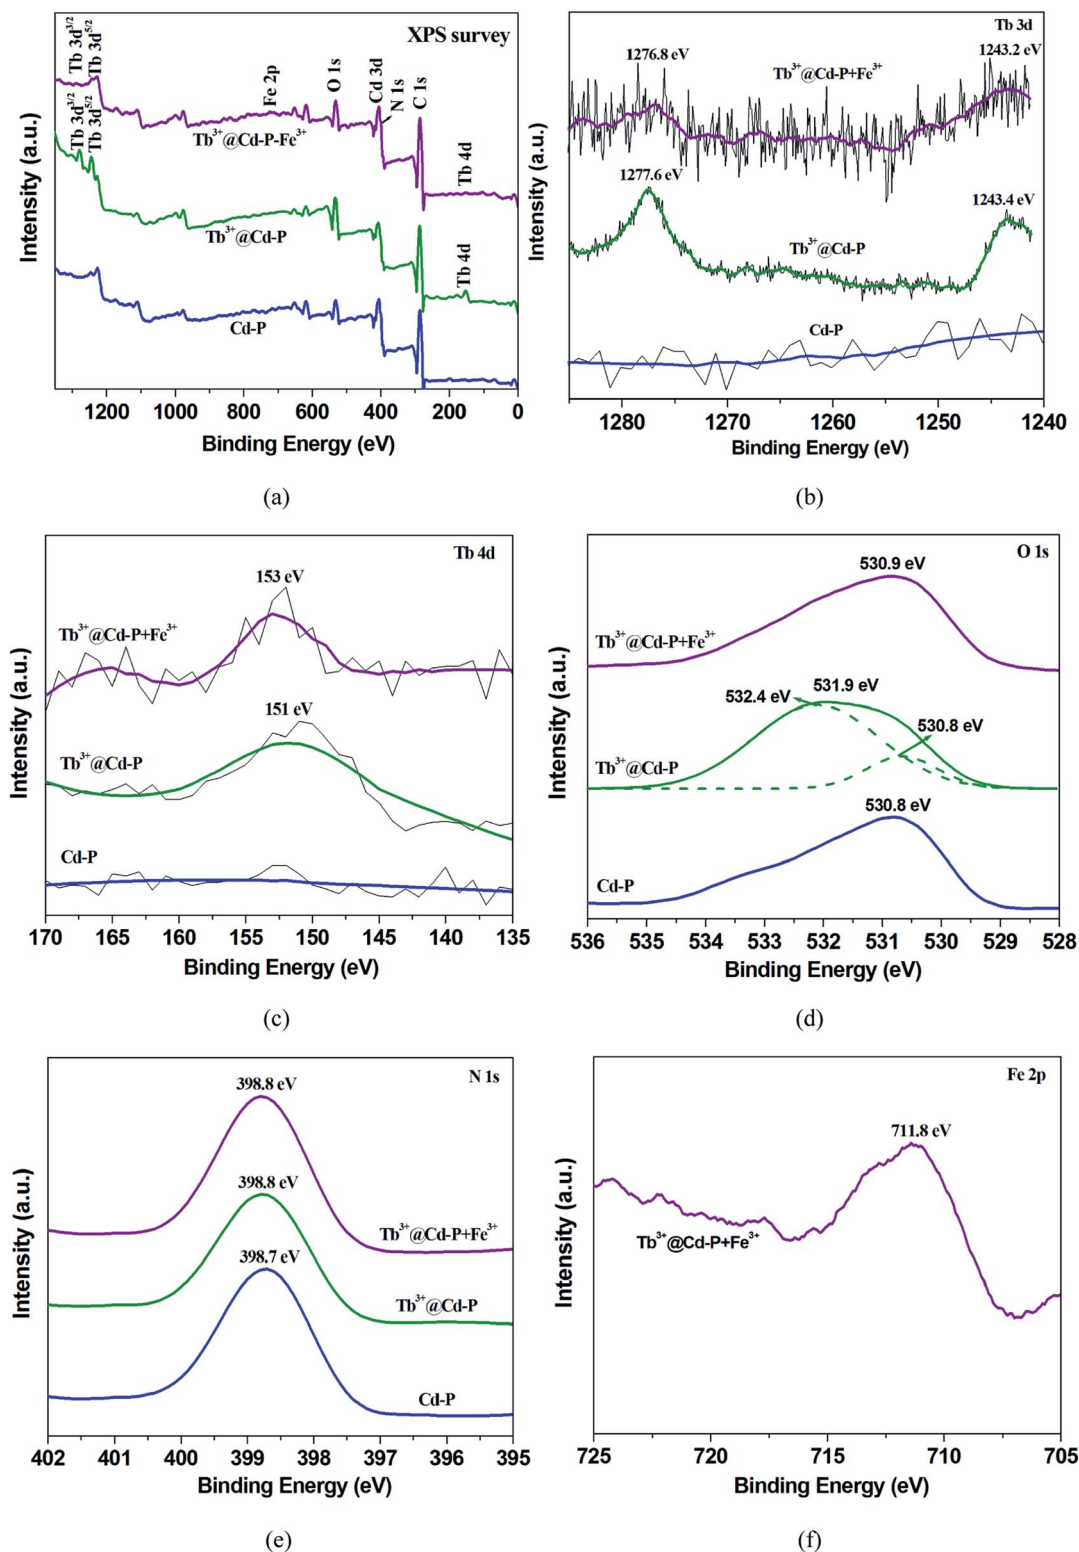 XPS survey
Tb 3d3/2
Tb 3d5/2
Fe 2p
O 1s
Cd 3d
N 1s
C 1s
Tb3+@Cd-P-Fe3+
Tb 4d
Tb 3d3/2
Tb 3d5/2
Tb3+@Cd-P
Tb 4d
Cd-P
Intensity (a.u.)
1200 1000 800 600 400 200 0
Binding Energy (eV)
(a)
Tb 3d
1276.8 eV
1243.2 eV
Tb3+@Cd-P+Fe3+
1277.6 eV
1243.4 eV
Tb3+@Cd-P
Cd-P
Intensity (a.u.)
1280 1270 1260 1250 1240
Binding Energy (eV)
(b)
Tb 4d
153 eV
Tb3+@Cd-P+Fe3+
151 eV
Tb3+@Cd-P
Cd-P
Intensity (a.u.)
170 165 160 155 150 145 140 135
Binding Energy (eV)
(c)
O 1s
530.9 eV
Tb3+@Cd-P+Fe3+
532.4 eV
531.9 eV
530.8 eV
Tb3+@Cd-P
530.8 eV
Cd-P
Intensity (a.u.)
536 535 534 533 532 531 530 529 528
Binding Energy (eV)
(d)
N 1s
398.8 eV
Tb3+@Cd-P+Fe3+
398.8 eV
Tb3+@Cd-P
398.7 eV
Cd-P
Intensity (a.u.)
402 401 400 399 398 397 396 395
Binding Energy (eV)
(e)
Fe 2p
711.8 eV
Tb3+@Cd-P+Fe3+
Intensity (a.u.)
725 720 715 710 705
Binding Energy (eV)
(f)